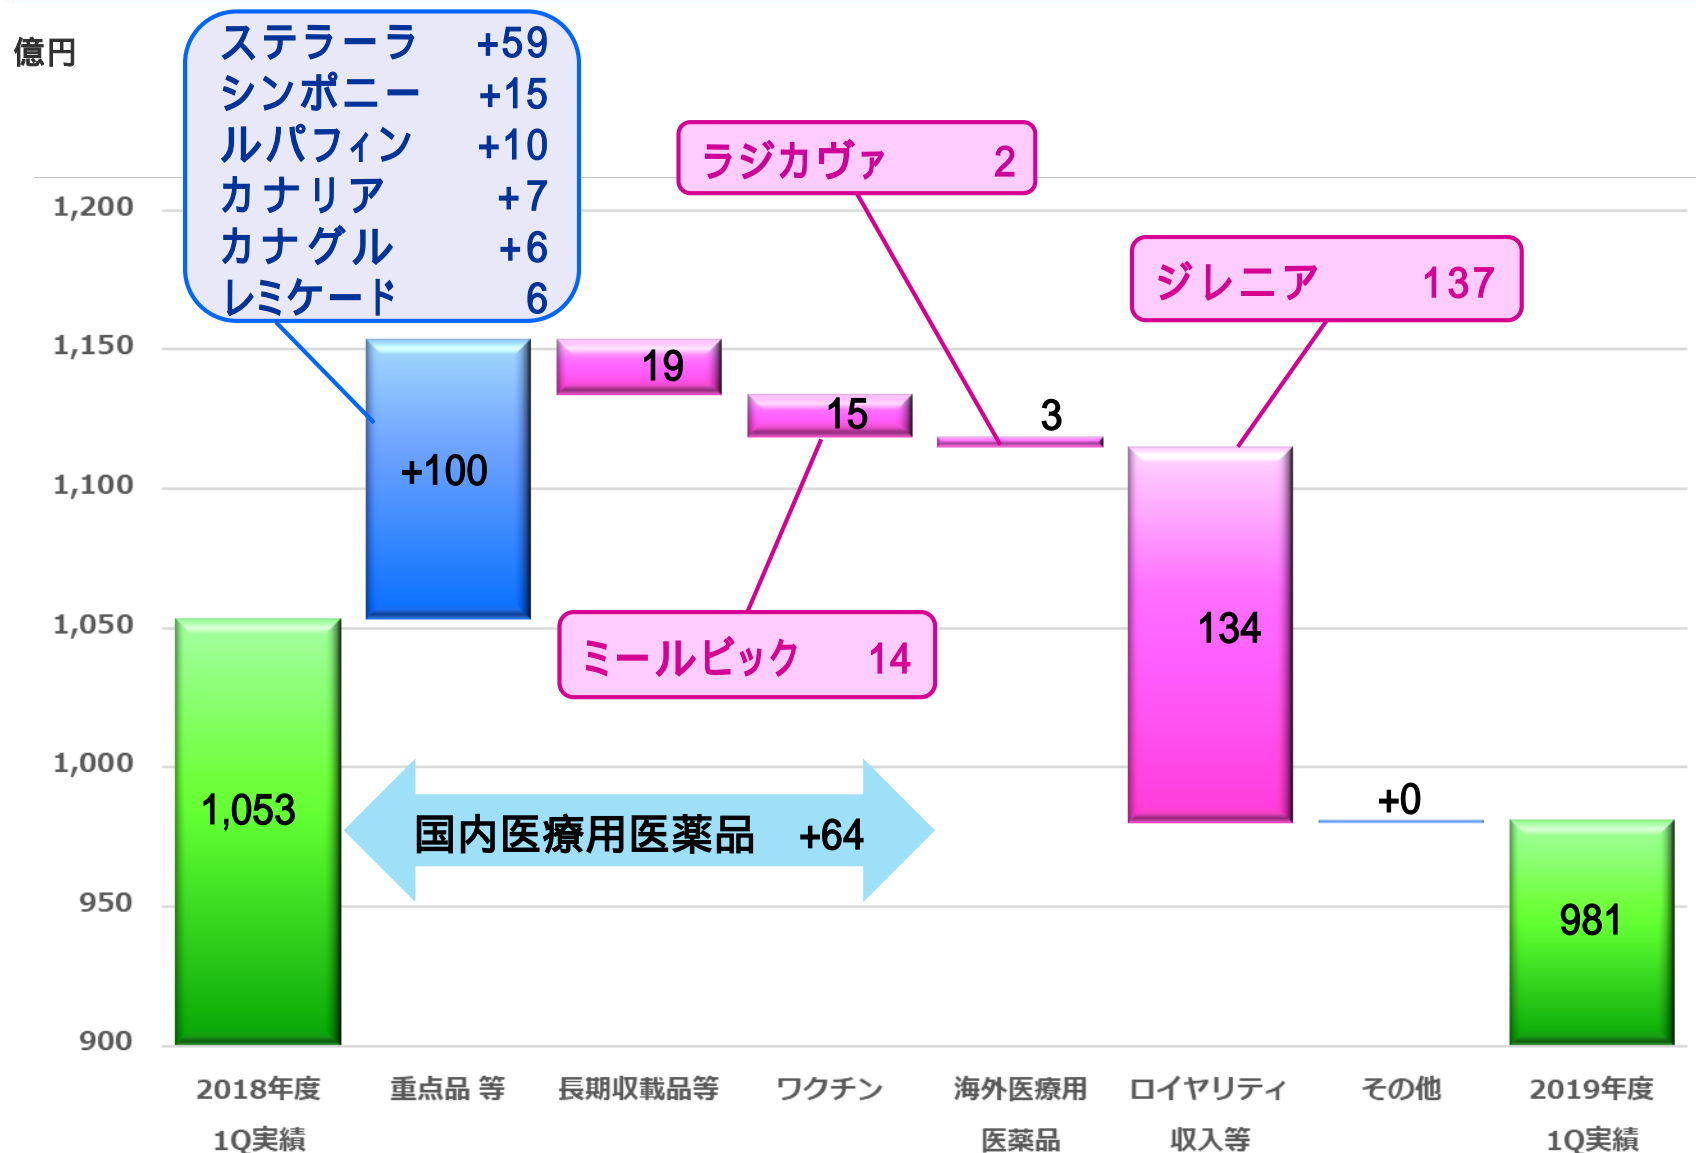 億円
ステラーラ +59
シンポニー +15
ルパフィン +10
カナリア +7
カナグル +6
レミケード 6
ラジカヴァ 2
ジレニア 137
1,200
1,150
1,100
1,050
1,000
950
900
+100
19
15
3
134
+0
1,053
981
ミールビック 14
国内医療用医薬品 +64
2018年度
1Q実績
重点品 等
長期収載品等
ワクチン
海外医療用
医薬品
ロイヤリティ
収入等
その他
2019年度
1Q実績